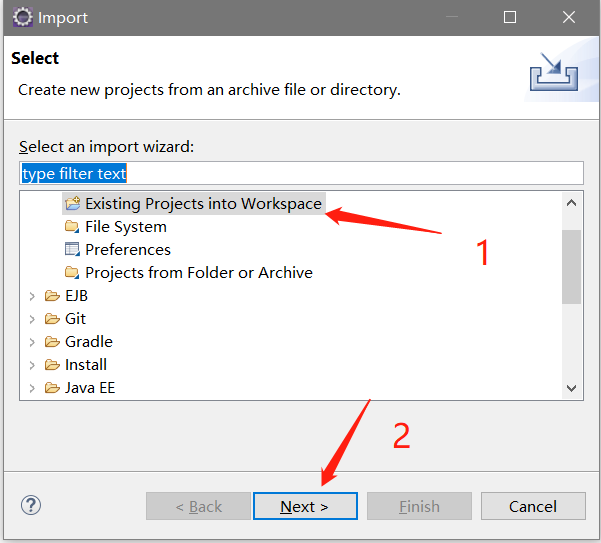 Import
Select
Create new projects from an archive file or directory.
Select an import wizard:
type filter text
Existing Projects into Workspace
1
File System
Preferences
Projects from Folder or Archive
EJB
Git
Gradle
Install
Java EE
2
?
< Back
Next >
Finish
Cancel